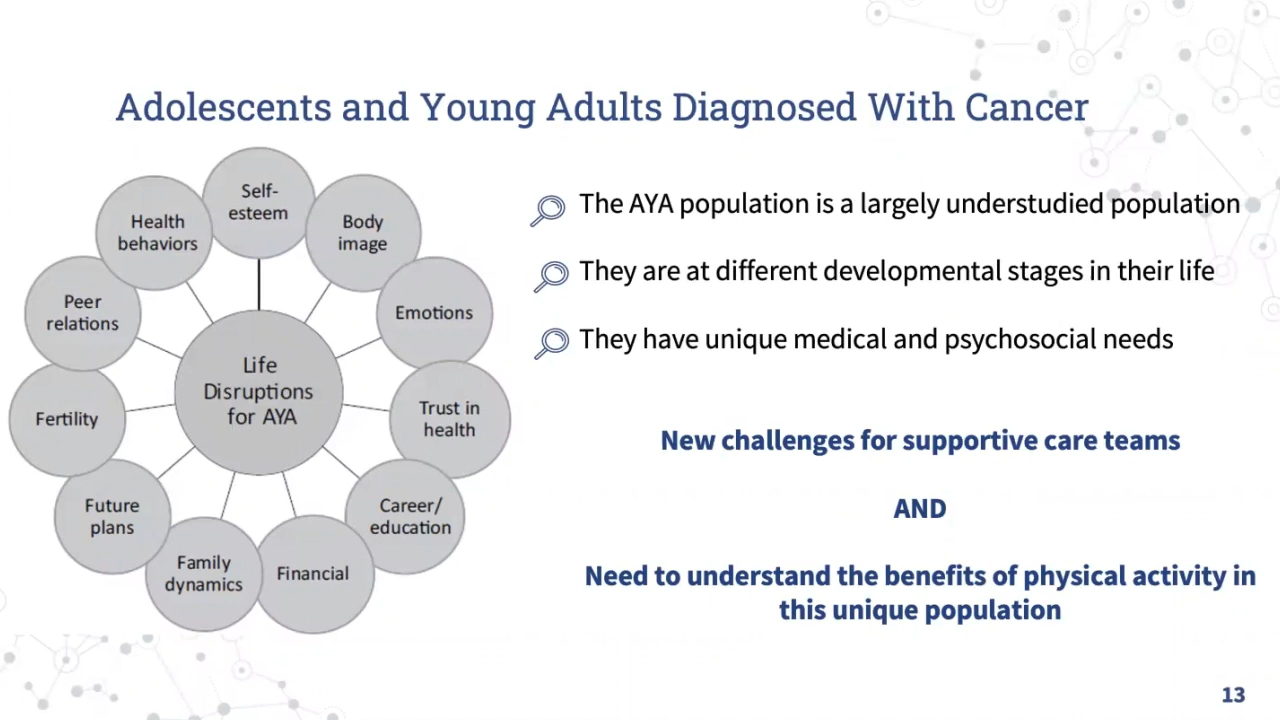 Adolescents and Young Adults Diagnosed With Cancer
Self-
esteem
Body
image
Emotions
Trust in
health
Career/
education
Financial
Family
dynamics
Future
plans
Fertility
Peer
relations
Health
behaviors
Life
Disruptions
for AYA
The AYA population is a largely understudied population
They are at different developmental stages in their life
They have unique medical and psychosocial needs
New challenges for supportive care teams
AND
Need to understand the benefits of physical activity in
this unique population
13